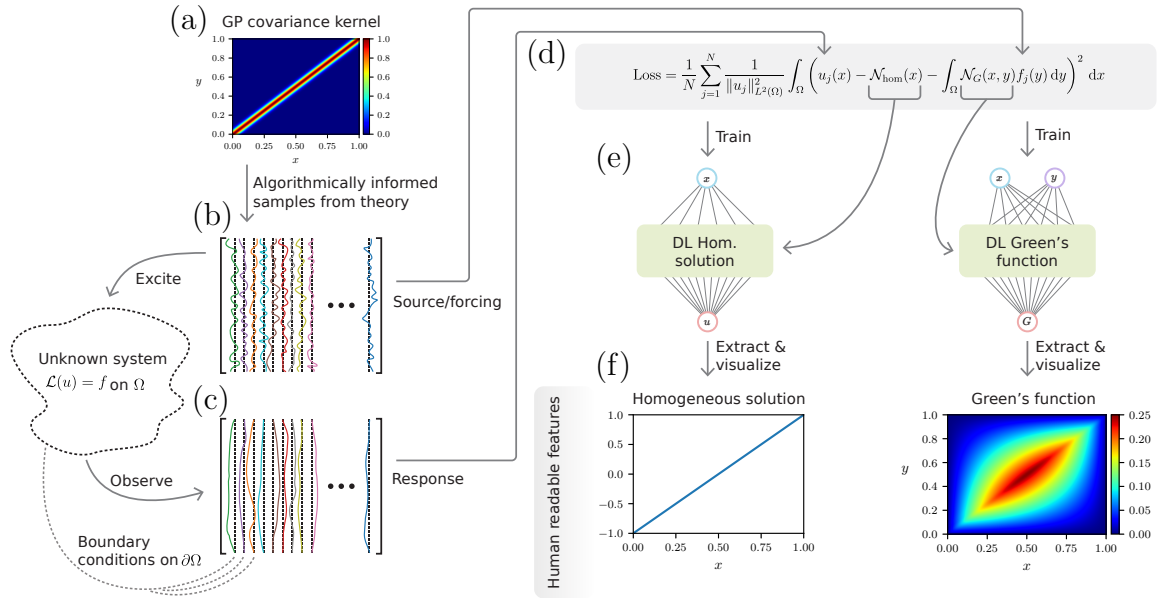 (a)
GP covariance kernel
1.0
0.8
0.6
0.4
0.2
0.0
y
0.00 0.25 0.50 0.75 1.00
x
1.0
0.8
0.6
0.4
0.2
0.0
Algorithmically informed
samples from theory
(b)
Excite
Source/forcing
Unknown system
ℒ(u) = f on Ω
(c)
Observe
Response
Boundary
conditions on ∂Ω
(d)
Loss = 1/N ∑_{j=1}^{N} 1/‖u_j‖²_{L²(Ω)} ∫_Ω ( u_j(x) − 𝒩_hom(x) − ∫_Ω 𝒩_G(x, y) f_j(y) dy )² dx
Train
Train
(e)
x
x
y
DL Hom.
solution
DL Green's
function
u
G
Extract &
visualize
Extract &
visualize
(f)
Human readable features
Homogeneous solution
1.0
0.5
0.0
−0.5
−1.0
0.00 0.25 0.50 0.75 1.00
x
Green's function
1.0
0.8
0.6
0.4
0.2
0.0
y
0.00 0.25 0.50 0.75 1.00
x
0.25
0.20
0.15
0.10
0.05
0.00